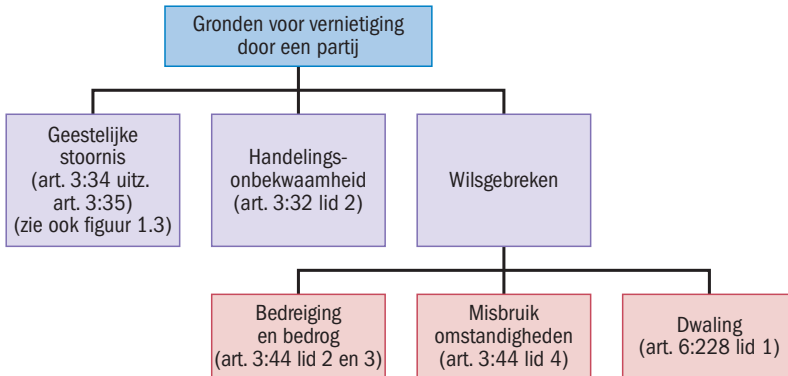 Gronden voor vernietiging
door een partij
Geestelijke
stoornis
(art. 3:34 uitz.
art. 3:35)
(zie ook figuur 1.3)
Handelings-
onbekwaamheid
(art. 3:32 lid 2)
Wilsgebreken
Bedreiging
en bedrog
(art. 3:44 lid 2 en 3)
Misbruik
omstandigheden
(art. 3:44 lid 4)
Dwaling
(art. 6:228 lid 1)